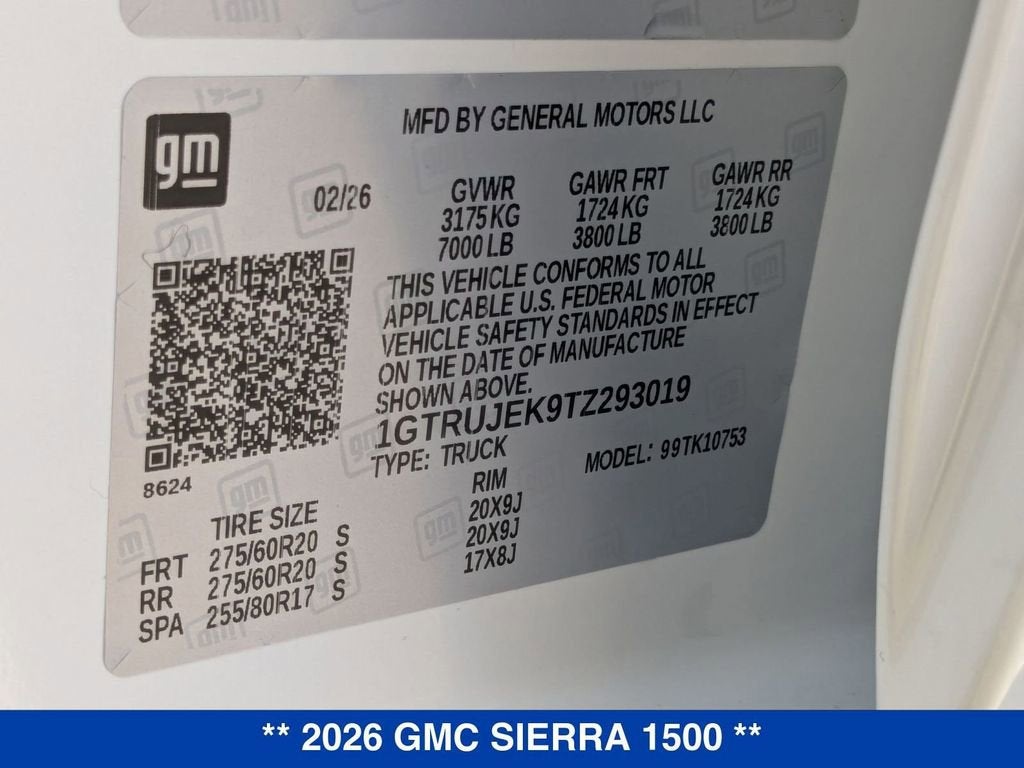 gm
MFD BY GENERAL MOTORS LLC
02/26
GVWR GAWR FRT GAWR RR
3175 KG 1724 KG 1724 KG
7000 LB 3800 LB 3800 LB
THIS VEHICLE CONFORMS TO ALL
APPLICABLE U.S. FEDERAL MOTOR
VEHICLE SAFETY STANDARDS IN EFFECT
ON THE DATE OF MANUFACTURE
SHOWN ABOVE.
1GTRUJEK9TZ293019
TYPE: TRUCK MODEL: 99TK10753
8624
TIRE SIZE RIM
FRT 275/60R20 S 20X9J
RR 275/60R20 S 20X9J
SPA 255/80R17 S 17X8J
** 2026 GMC SIERRA 1500 **